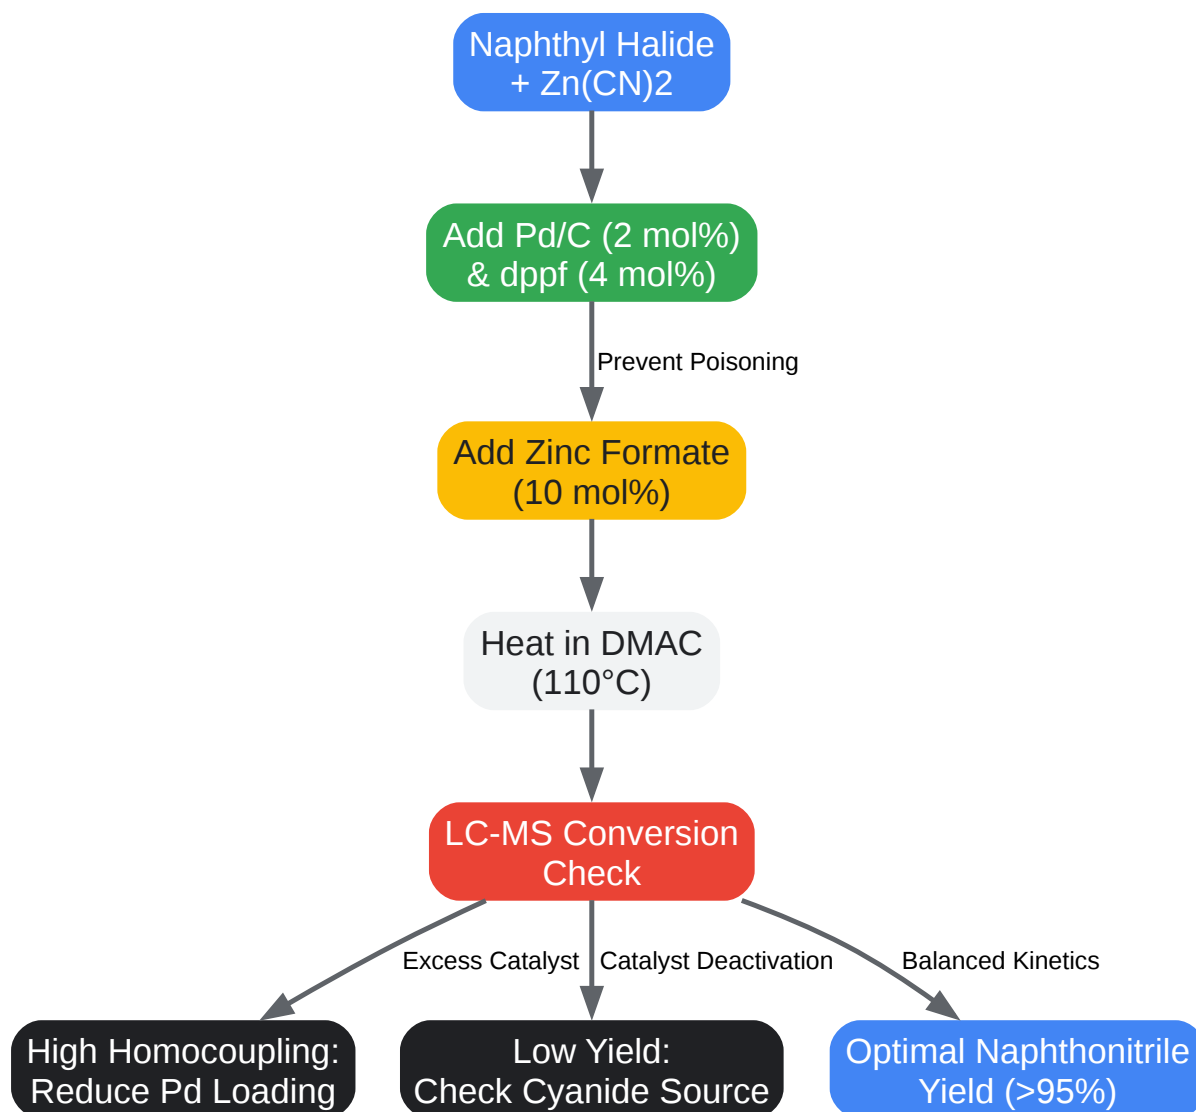 Naphthyl Halide
+ Zn(CN)2
Add Pd/C (2 mol%)
& dppf (4 mol%)
Prevent Poisoning
Add Zinc Formate
(10 mol%)
Heat in DMAC
(110°C)
LC-MS Conversion
Check
Excess Catalyst
Catalyst Deactivation
Balanced Kinetics
High Homocoupling:
Reduce Pd Loading
Low Yield:
Check Cyanide Source
Optimal Naphthonitrile
Yield (>95%)